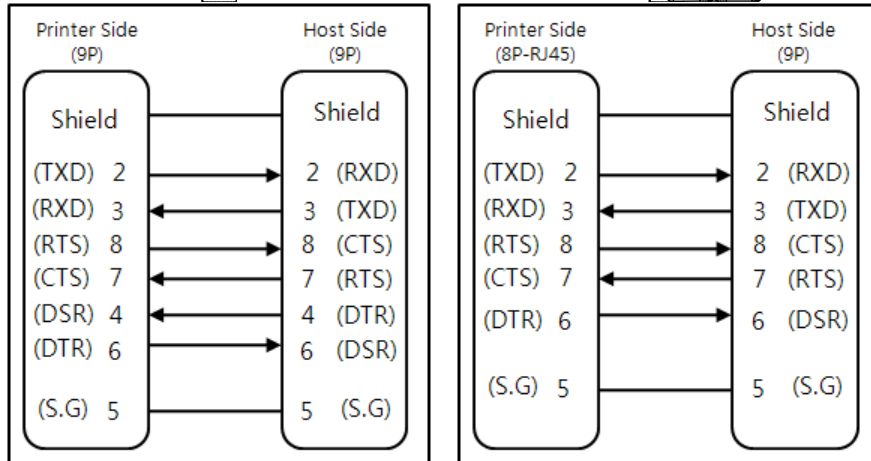 Printer Side
(9P)
Host Side
(9P)
Shield
Shield
(TXD) 2
2 (RXD)
(RXD) 3
3 (TXD)
(RTS) 8
8 (CTS)
(CTS) 7
7 (RTS)
(DSR) 4
4 (DTR)
(DTR) 6
6 (DSR)
(S.G) 5
5 (S.G)
Printer Side
(8P-RJ45)
Host Side
(9P)
Shield
Shield
(TXD) 2
2 (RXD)
(RXD) 3
3 (TXD)
(RTS) 8
8 (CTS)
(CTS) 7
7 (RTS)
(DTR) 6
6 (DSR)
(S.G) 5
5 (S.G)